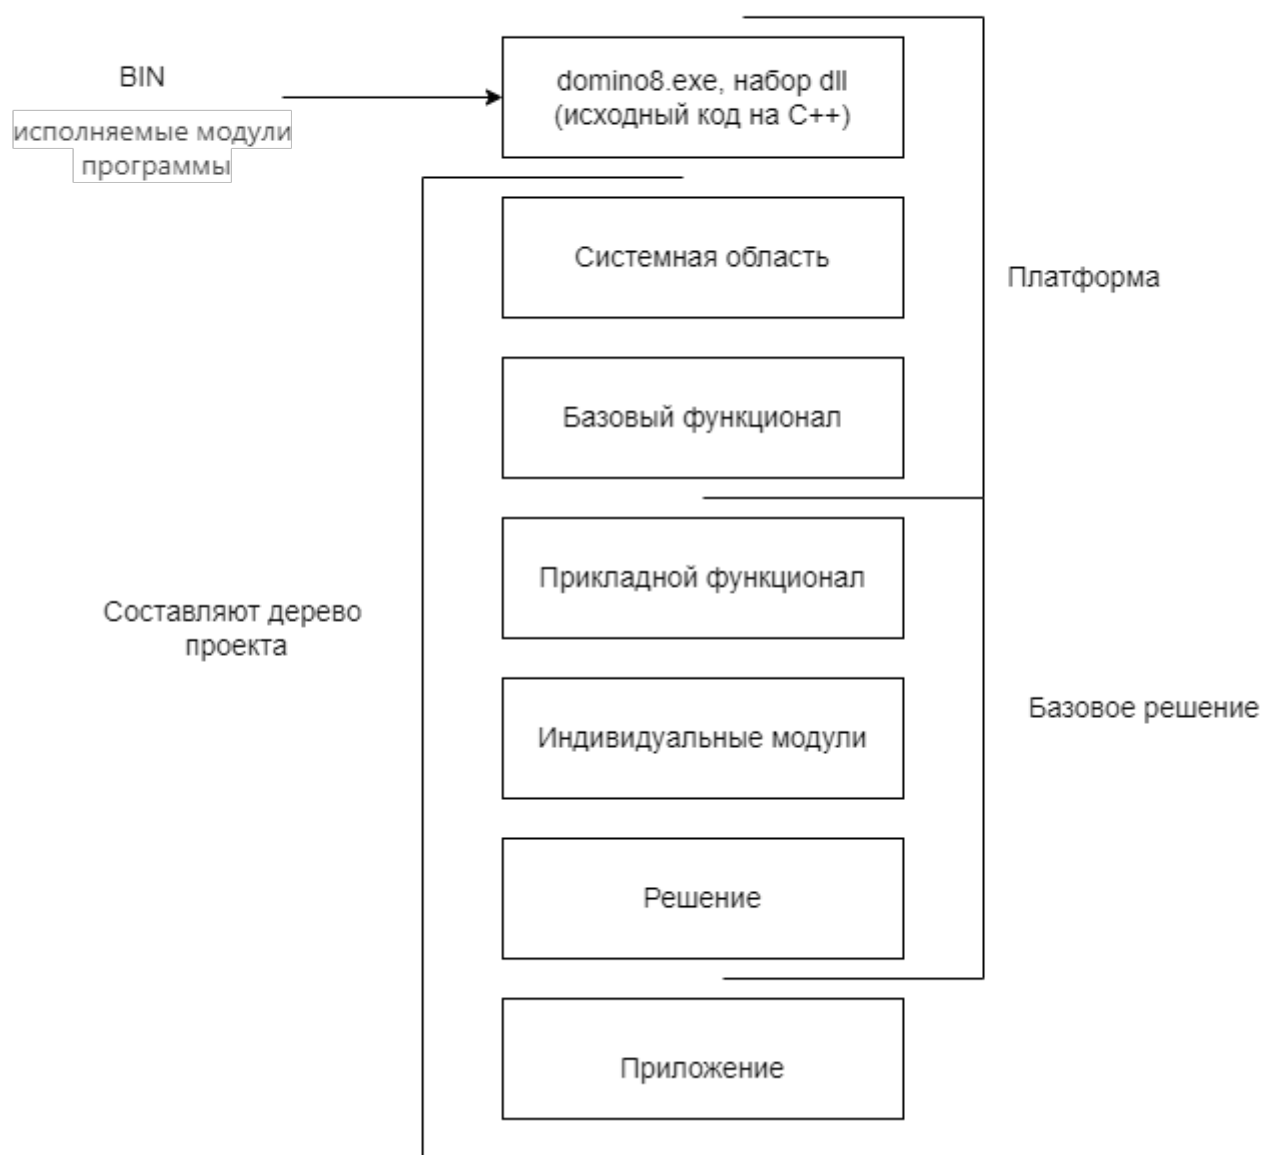 BIN
исполняемые модули
программы
domino8.exe, набор dll
(исходный код на C++)
Системная область
Платформа
Базовый функционал
Прикладной функционал
Составляют дерево
проекта
Индивидуальные модули
Базовое решение
Решение
Приложение